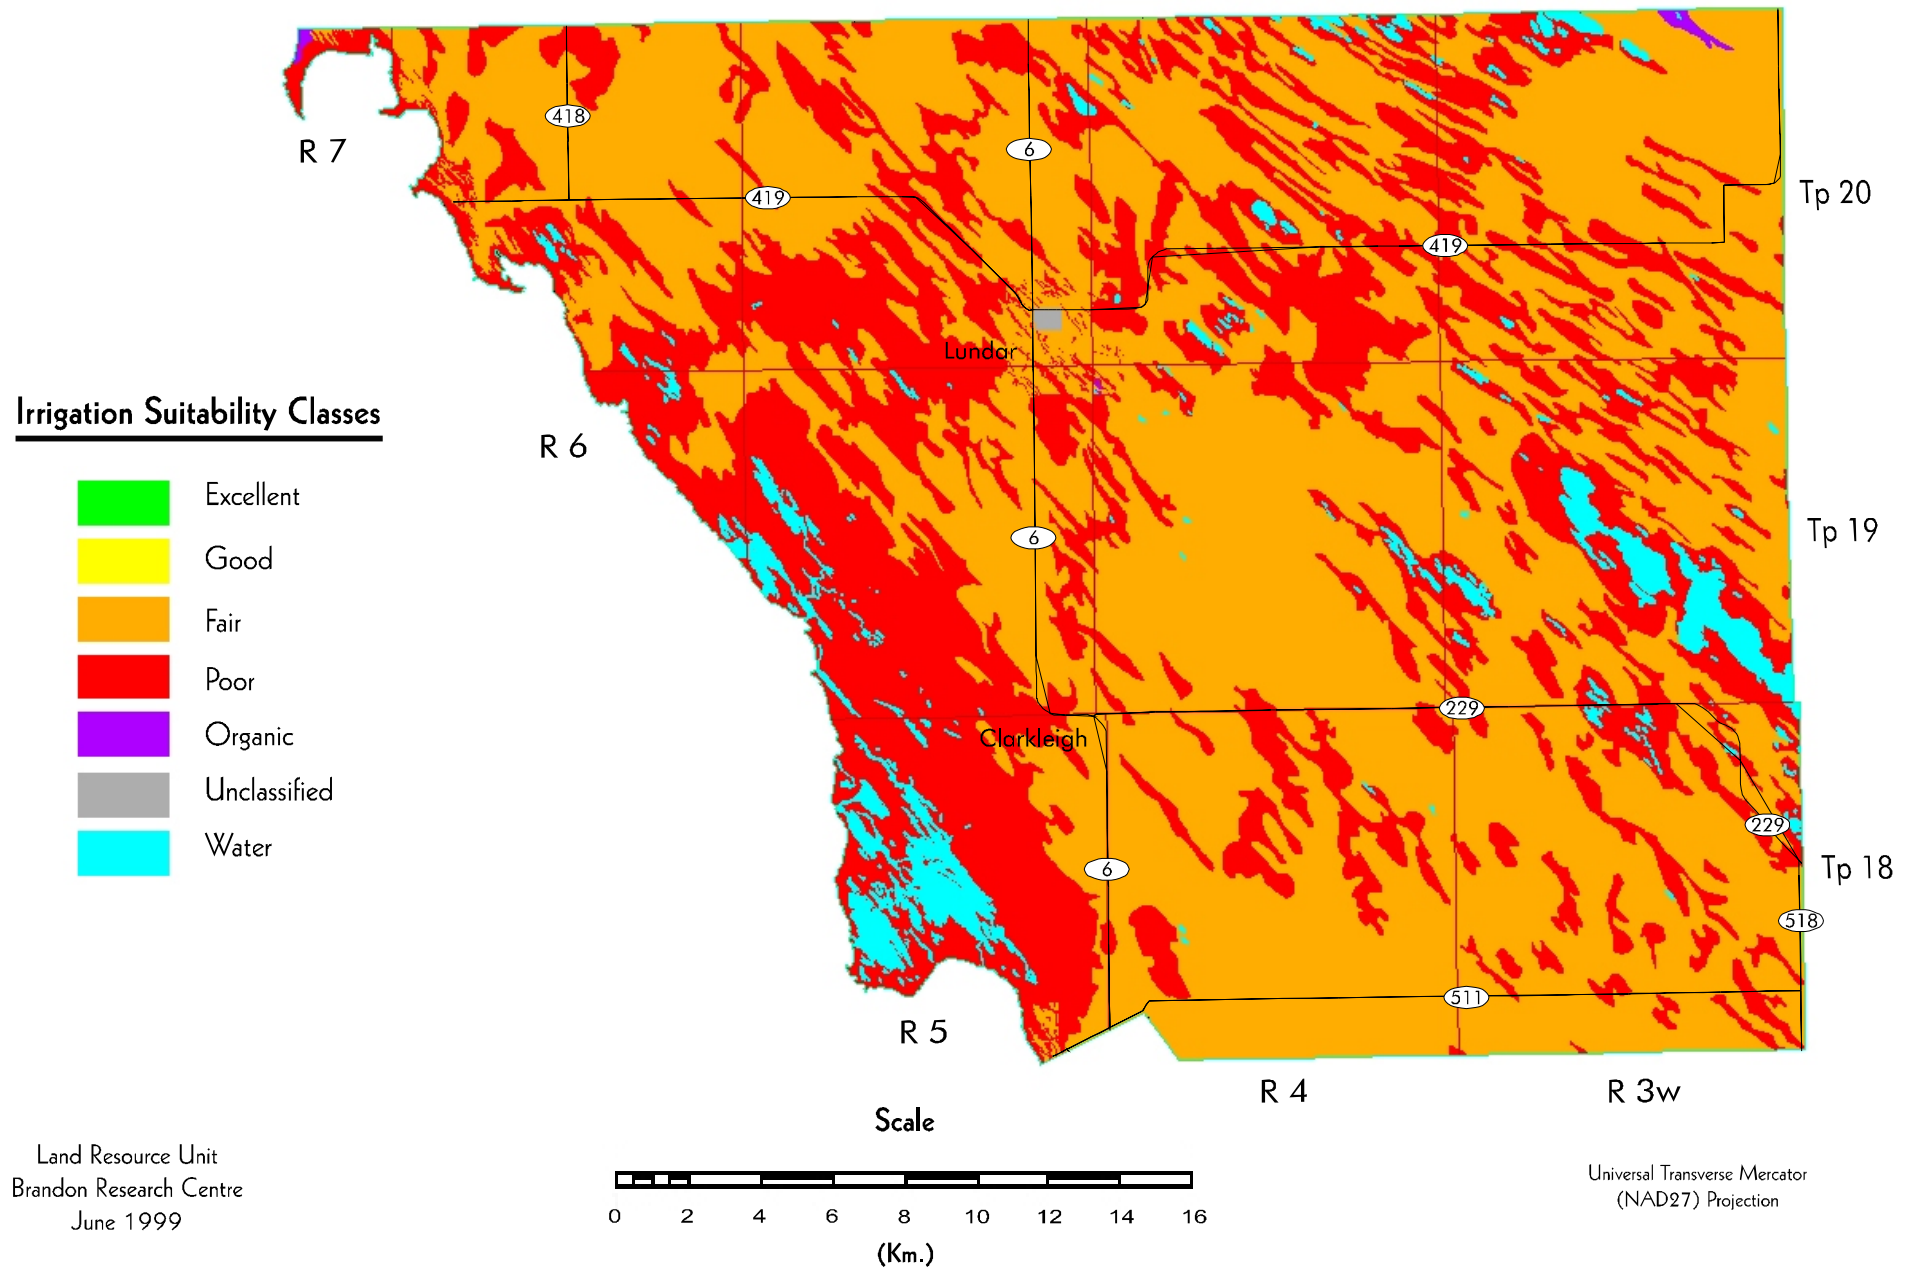 418
R 7
6
419
Tp 20
419
Lundar
Irrigation Suitability Classes
R 6
Excellent
Good
Fair
Poor
Organic
Unclassified
Water
6
Tp 19
229
Clarkleigh
229
6
Tp 18
518
511
R 5
R 4
R 3w
Scale
0 2 4 6 8 10 12 14 16
(Km.)
Land Resource Unit
Brandon Research Centre
June 1999
Universal Transverse Mercator
(NAD27) Projection